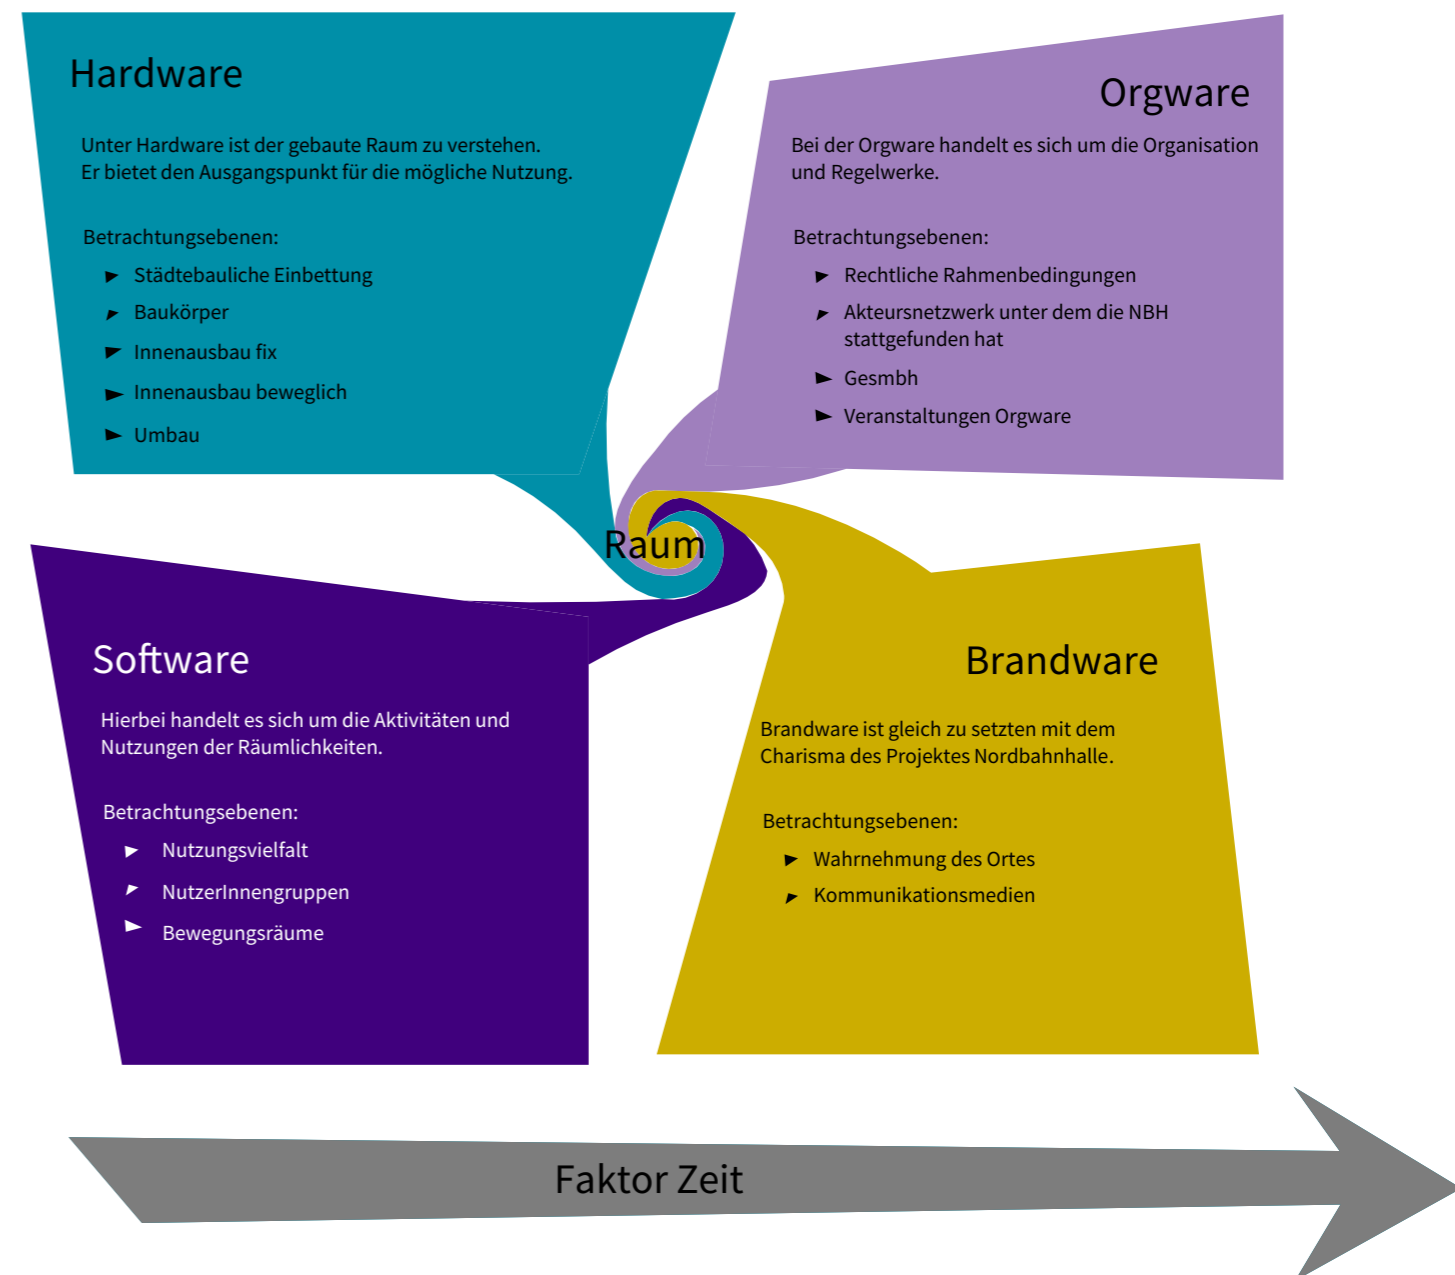 Hardware
Unter Hardware ist der gebaute Raum zu verstehen.
Er bietet den Ausgangspunkt für die mögliche Nutzung.
Betrachtungsebenen:
Städtebauliche Einbettung
Baukörper
Innenausbau fix
Innenausbau beweglich
Umbau
Orgware
Bei der Orgware handelt es sich um die Organisation
und Regelwerke.
Betrachtungsebenen:
Rechtliche Rahmenbedingungen
Akteursnetzwerk unter dem die NBH
stattgefunden hat
Gesmbh
Veranstaltungen Orgware
Raum
Software
Hierbei handelt es sich um die Aktivitäten und
Nutzungen der Räumlichkeiten.
Betrachtungsebenen:
Nutzungsvielfalt
NutzerInnengruppen
Bewegungsräume
Brandware
Brandware ist gleich zu setzten mit dem
Charisma des Projektes Nordbahnhalle.
Betrachtungsebenen:
Wahrnehmung des Ortes
Kommunikationsmedien
Faktor Zeit